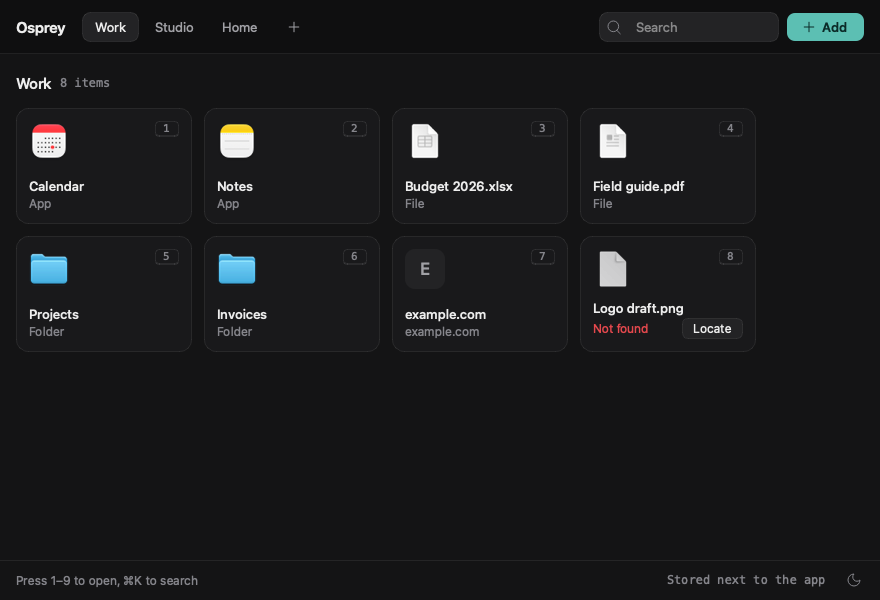 Osprey Work Studio Home + Search + Add
Work 8 items
1 2 3 4
Calendar Notes Budget 2026.xlsx Field guide.pdf
App App File File
5 6 E 7 8
Projects Invoices example.com Logo draft.png
Folder Folder example.com Not found Locate
Press 1–9 to open, ⌘K to search Stored next to the app